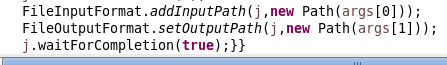 FileInputFormat.addInputPath(j,new Path(args[0]));
FileOutputFormat.setOutputPath(j,new Path(args[1]));
j.waitForCompletion(true);}}